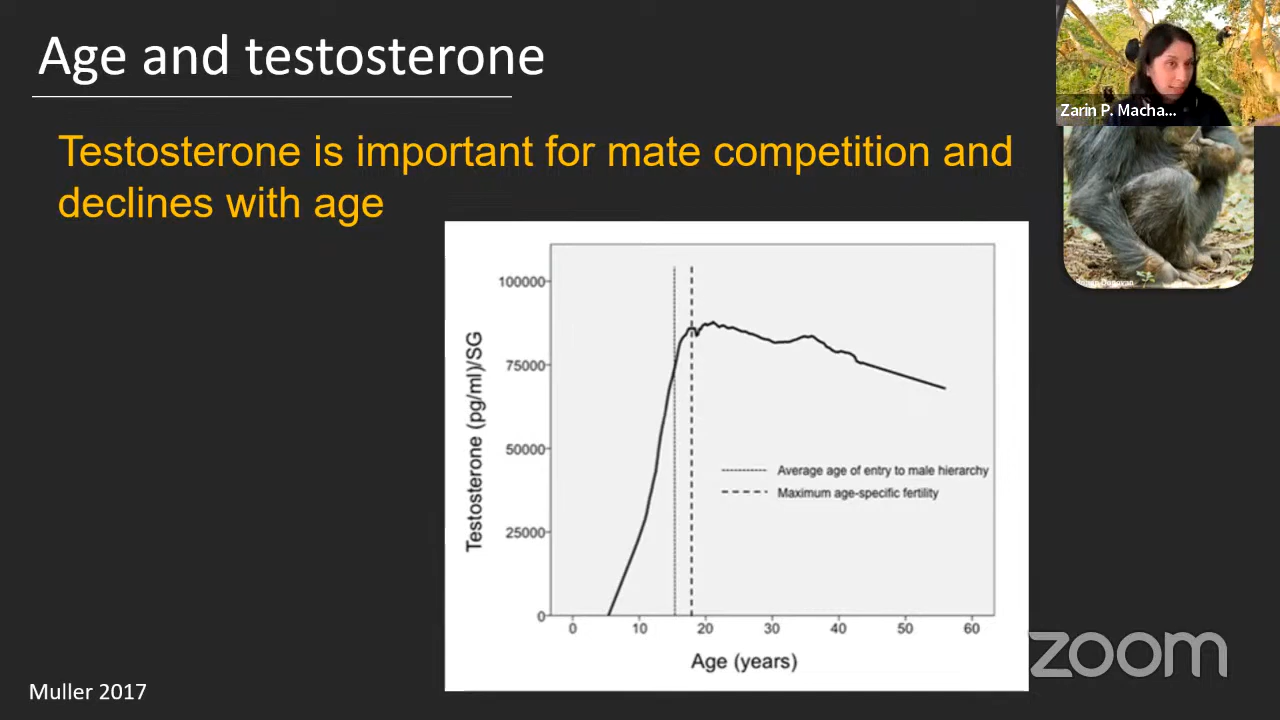 Age and testosterone
Zarin P. Macha...
Testosterone is important for mate competition and
declines with age
100000
75000
50000
25000
0
Testosterone (pg/ml)/SG
Average age of entry to male hierarchy
Maximum age-specific fertility
0 10 20 30 40 50 60
Age (years)
Muller 2017
zoom